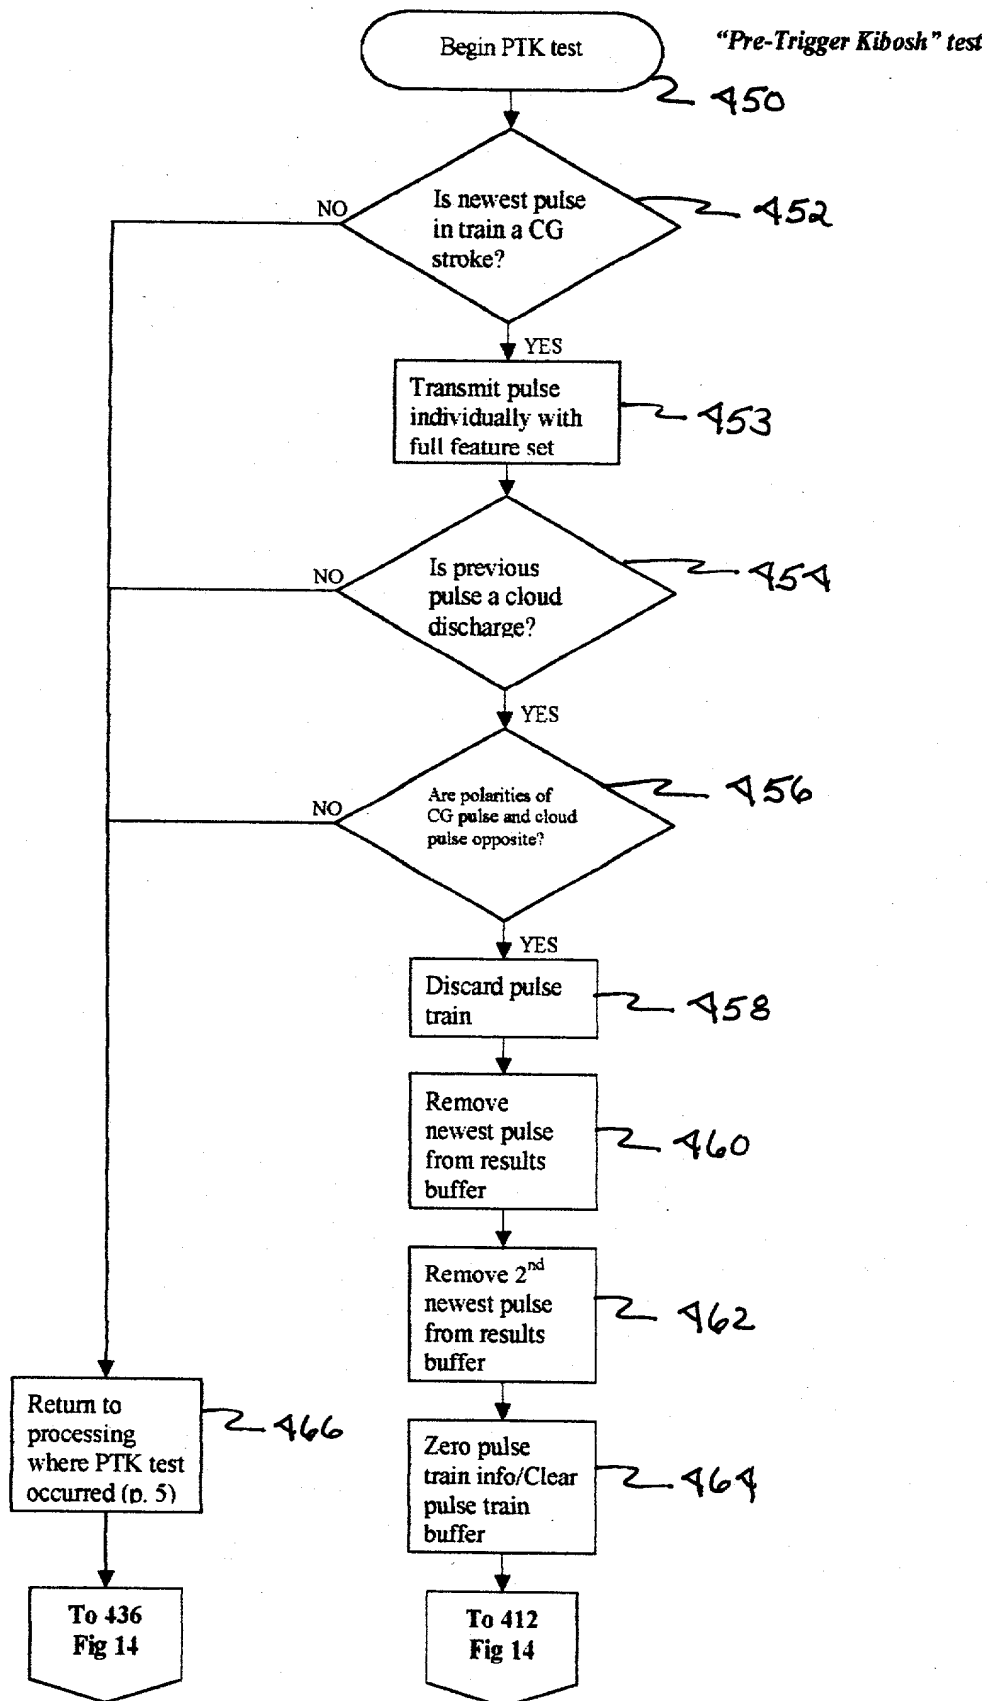 Begin PTK test
"Pre-Trigger Kibosh" test
450
Is newest pulse
in train a CG
stroke?
452
NO
YES
Transmit pulse
individually with
full feature set
453
Is previous
pulse a cloud
discharge?
454
NO
YES
Are polarities of
CG pulse and cloud
pulse opposite?
456
NO
YES
Discard pulse
train
458
Remove
newest pulse
from results
buffer
460
Remove 2nd
newest pulse
from results
buffer
462
Return to
processing
where PTK test
occurred (p. 5)
466
Zero pulse
train info/Clear
pulse train
buffer
464
To 436
Fig 14
To 412
Fig 14